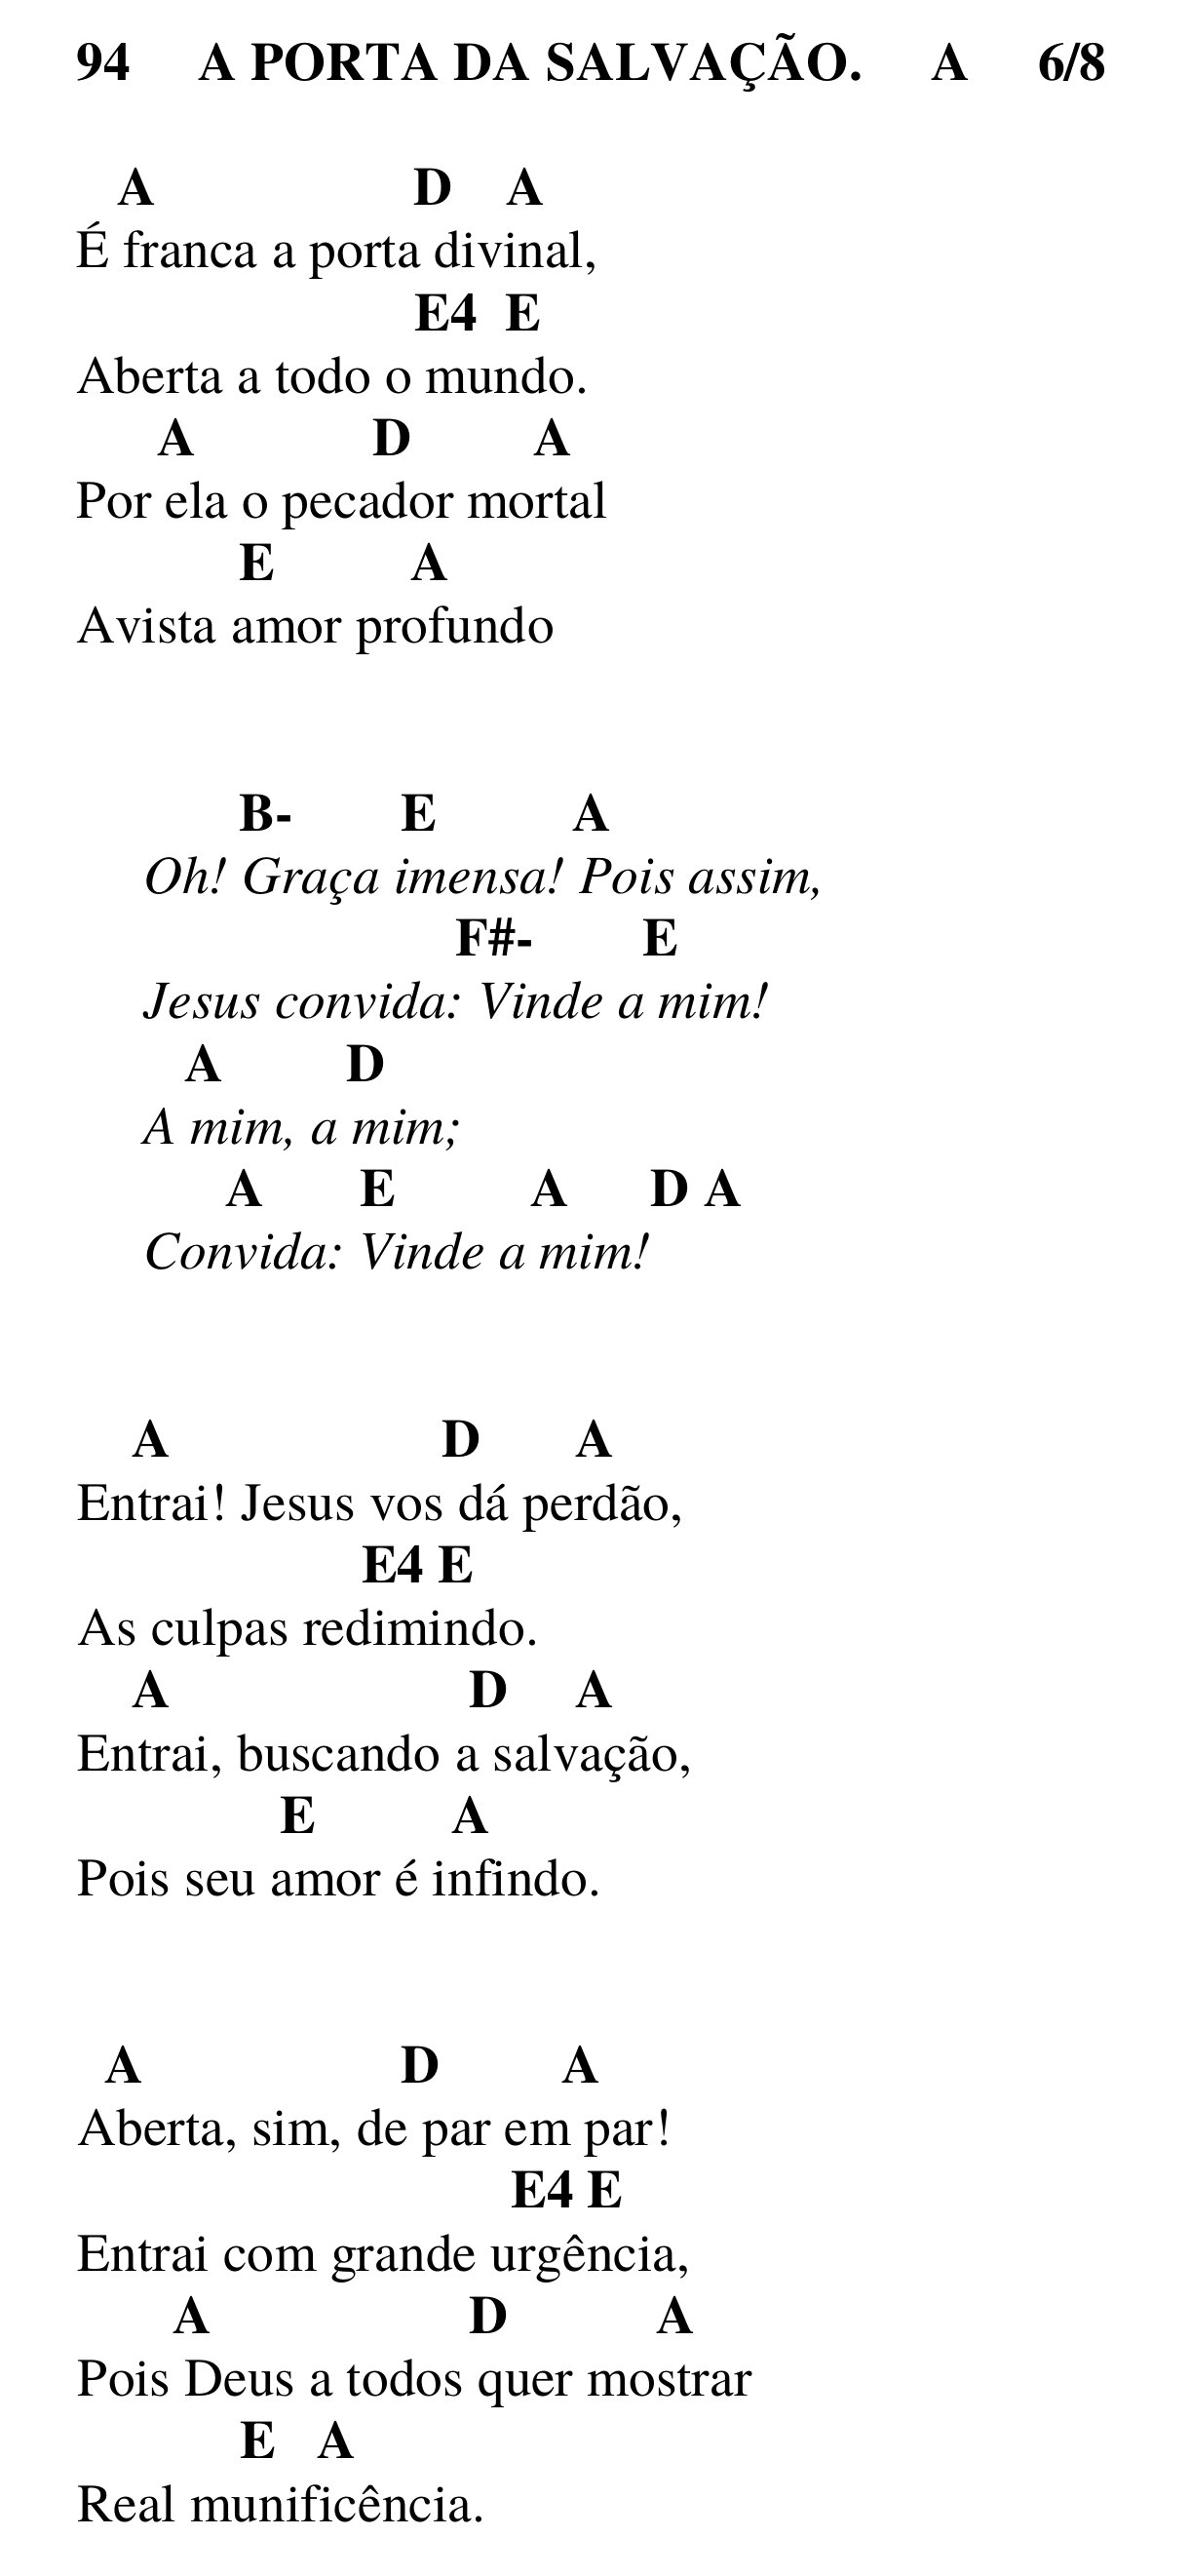 94 A PORTA DA SALVAÇÃO. A 6/8
A D A
É franca a porta divinal,
E4 E
Aberta a todo o mundo.
A D A
Por ela o pecador mortal
E A
Avista amor profundo
B- E A
Oh! Graça imensa! Pois assim,
F#- E
Jesus convida: Vinde a mim!
A D
A mim, a mim;
A E A D A
Convida: Vinde a mim!
A D A
Entrai! Jesus vos dá perdão,
E4 E
As culpas redimindo.
A D A
Entrai, buscando a salvação,
E A
Pois seu amor é infindo.
A D A
Aberta, sim, de par em par!
E4 E
Entrai com grande urgência,
A D A
Pois Deus a todos quer mostrar
E A
Real munificência.